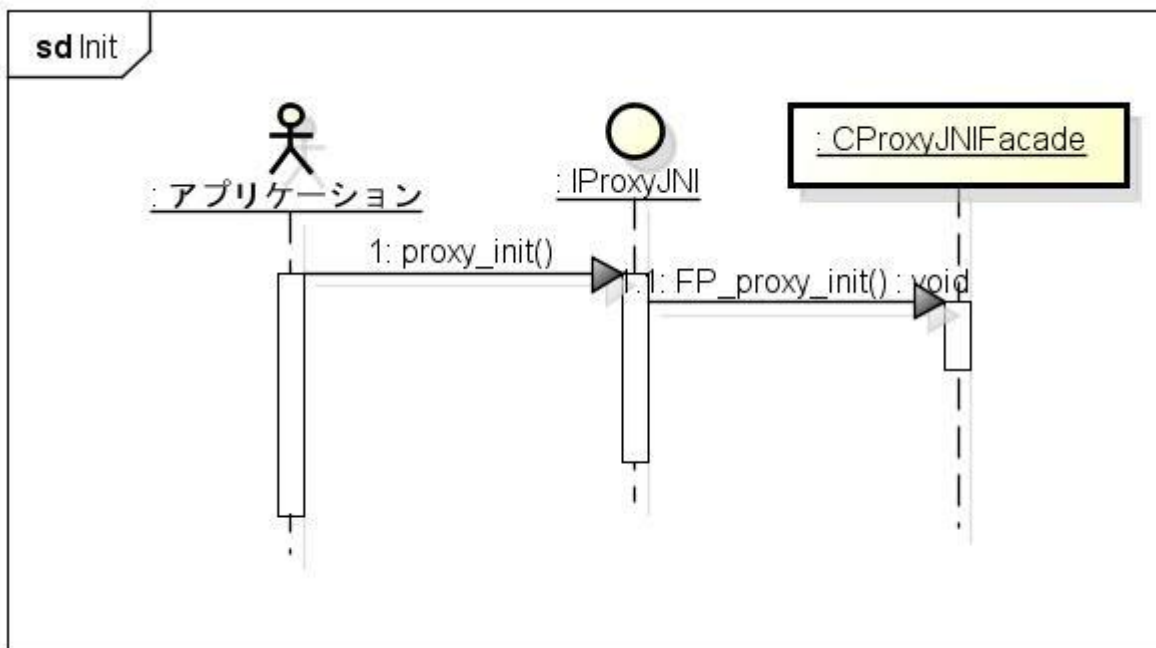 sd Init
: アプリケーション
: IProxyJNI
: CProxyJNIFacade
1: proxy_init()
1.1: FP_proxy_init() : void